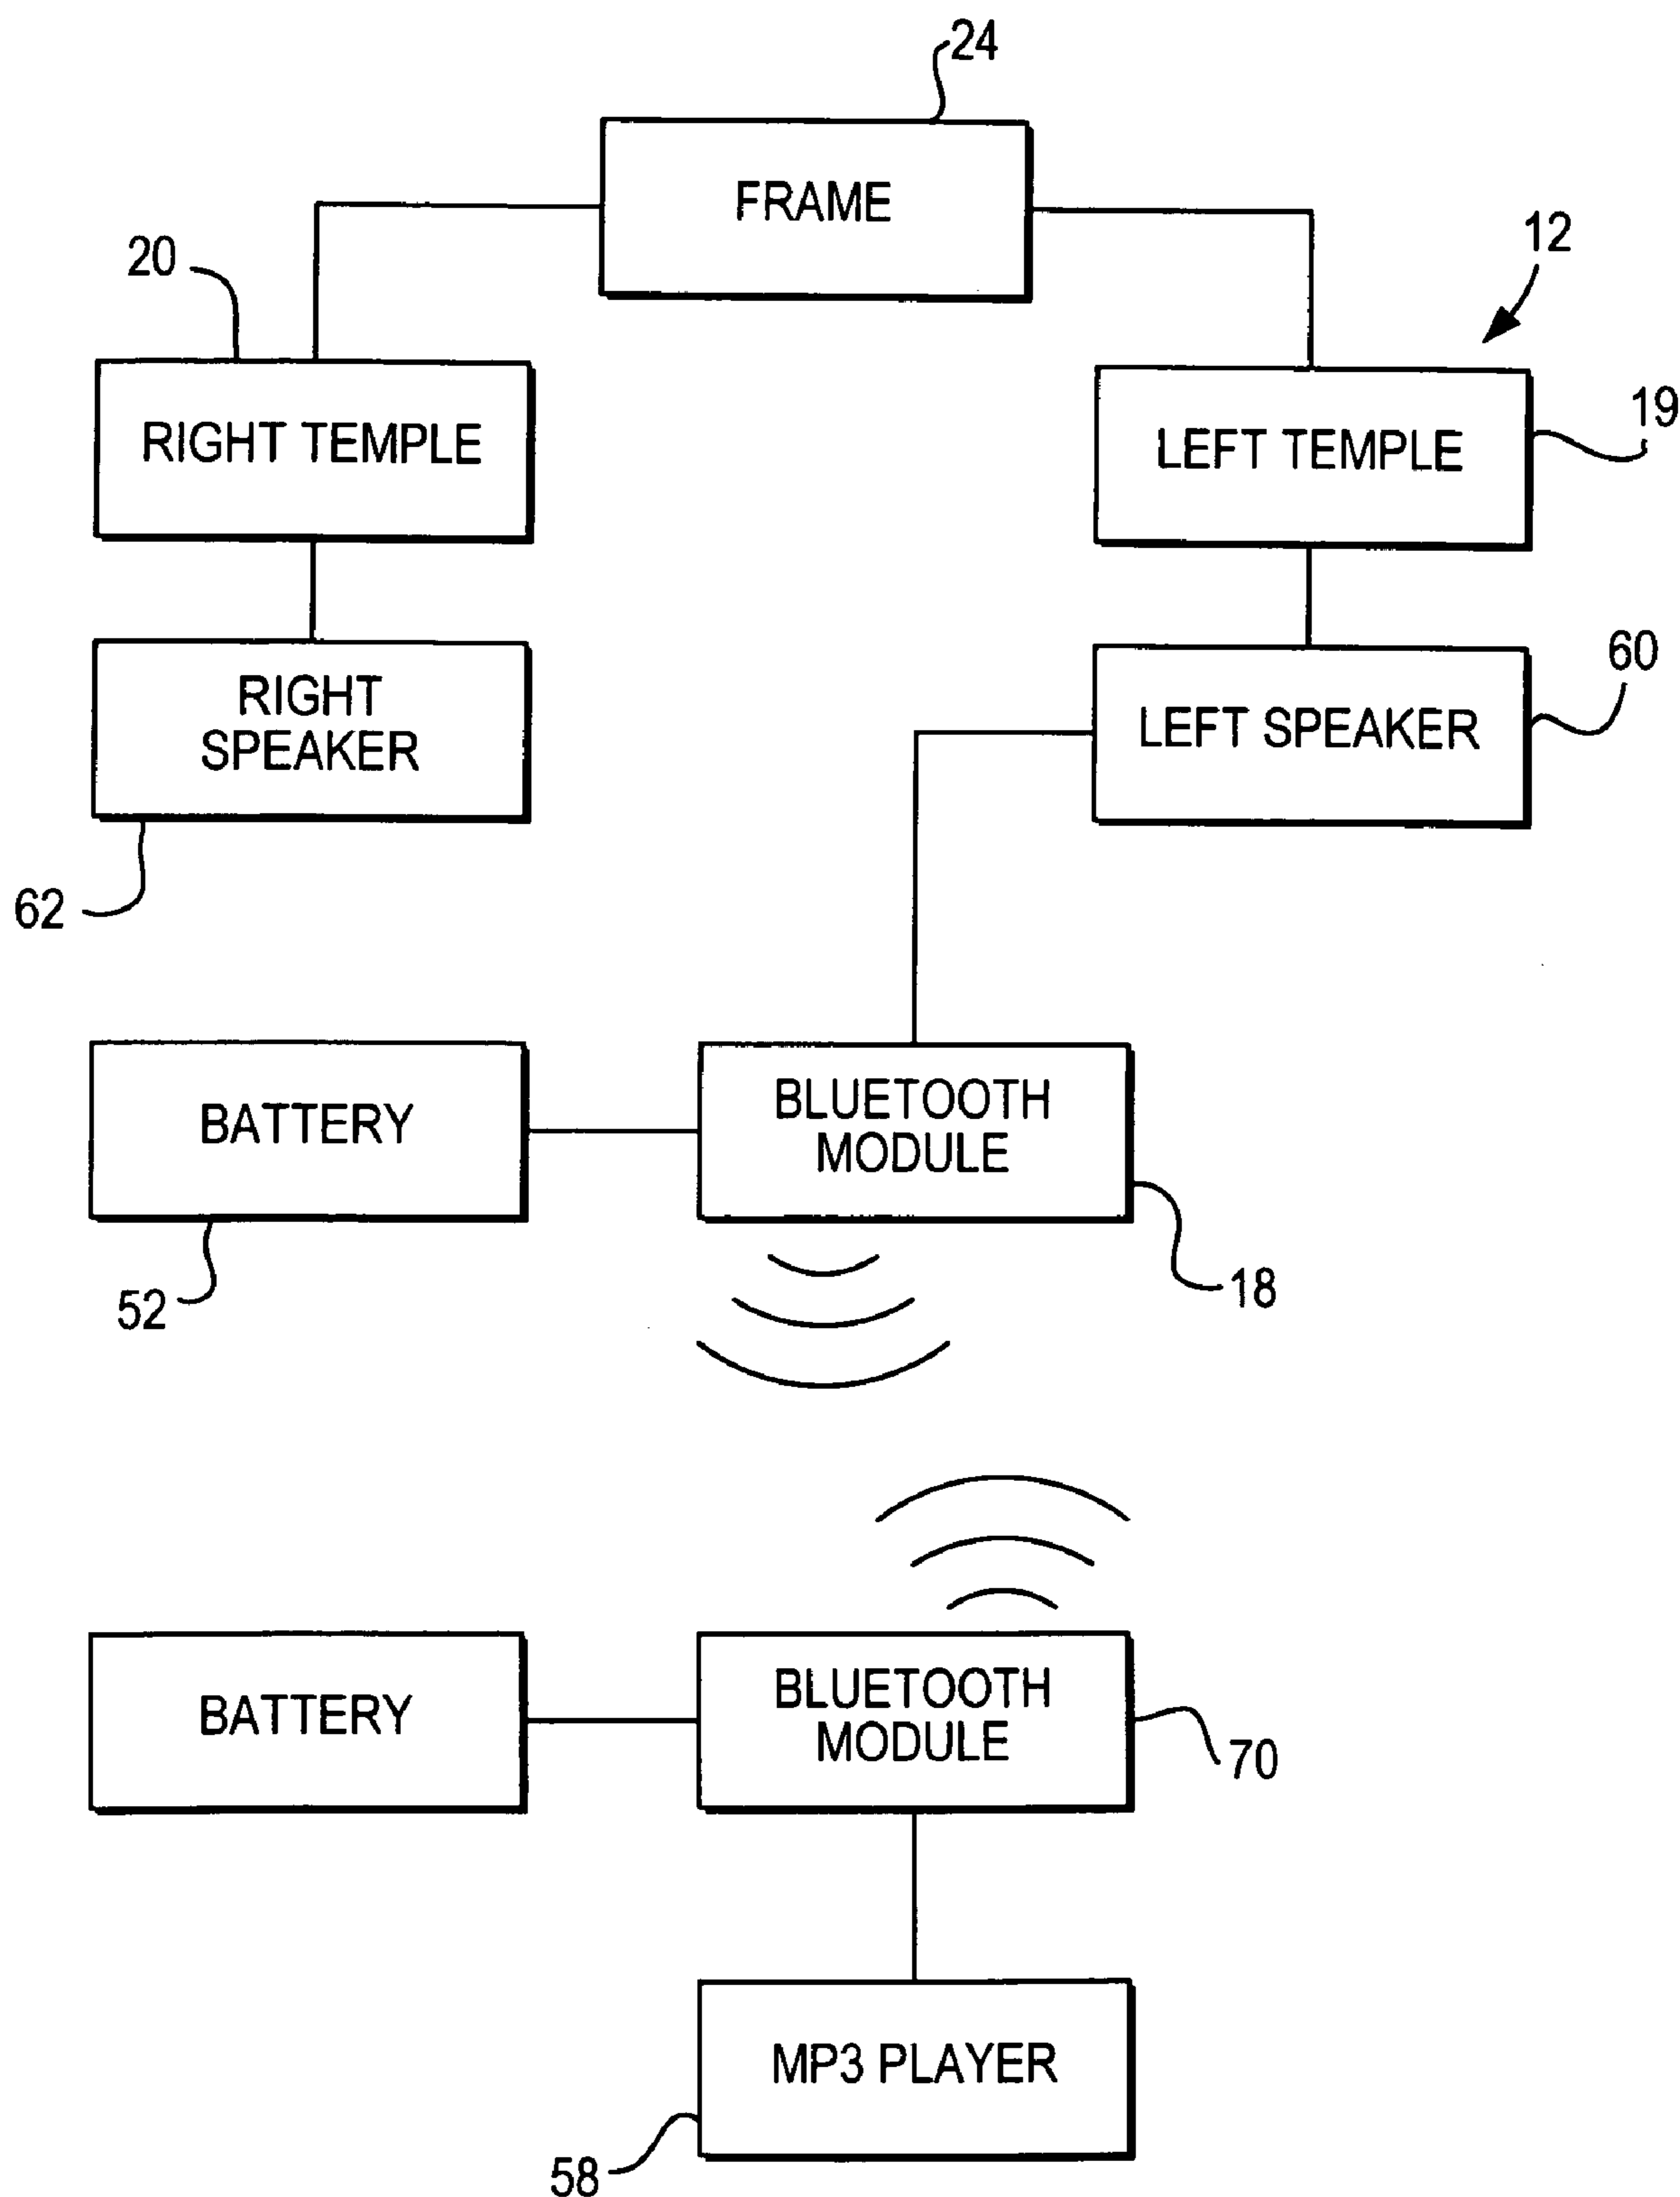 24
FRAME
12
20
RIGHT TEMPLE
LEFT TEMPLE
19
RIGHT
SPEAKER
LEFT SPEAKER
60
62
BATTERY
BLUETOOTH
MODULE
52
18
BATTERY
BLUETOOTH
MODULE
70
MP3 PLAYER
58